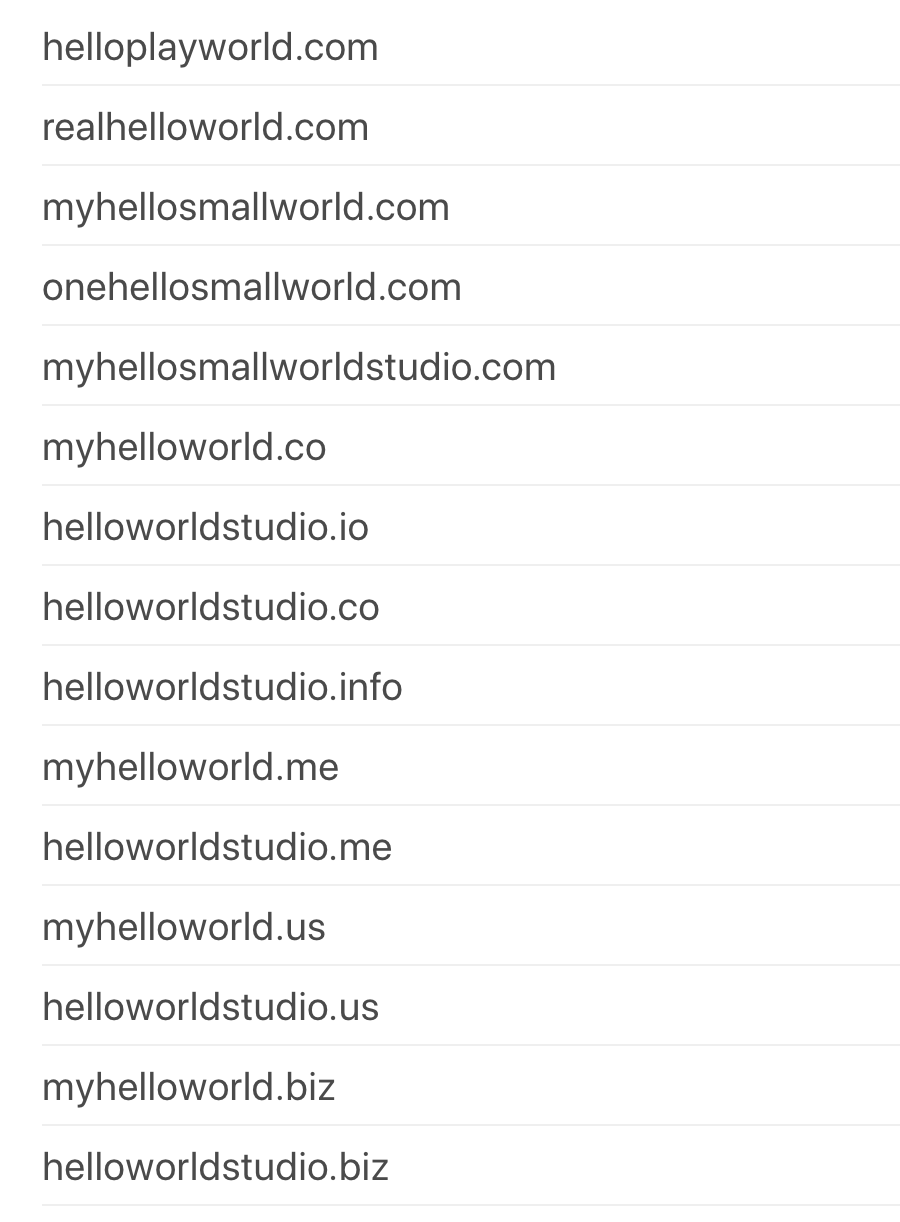 helloplayworld.com
realhelloworld.com
myhellosmallworld.com
onehellosmallworld.com
myhellosmallworldstudio.com
myhelloworld.co
helloworldstudio.io
helloworldstudio.co
helloworldstudio.info
myhelloworld.me
helloworldstudio.me
myhelloworld.us
helloworldstudio.us
myhelloworld.biz
helloworldstudio.biz